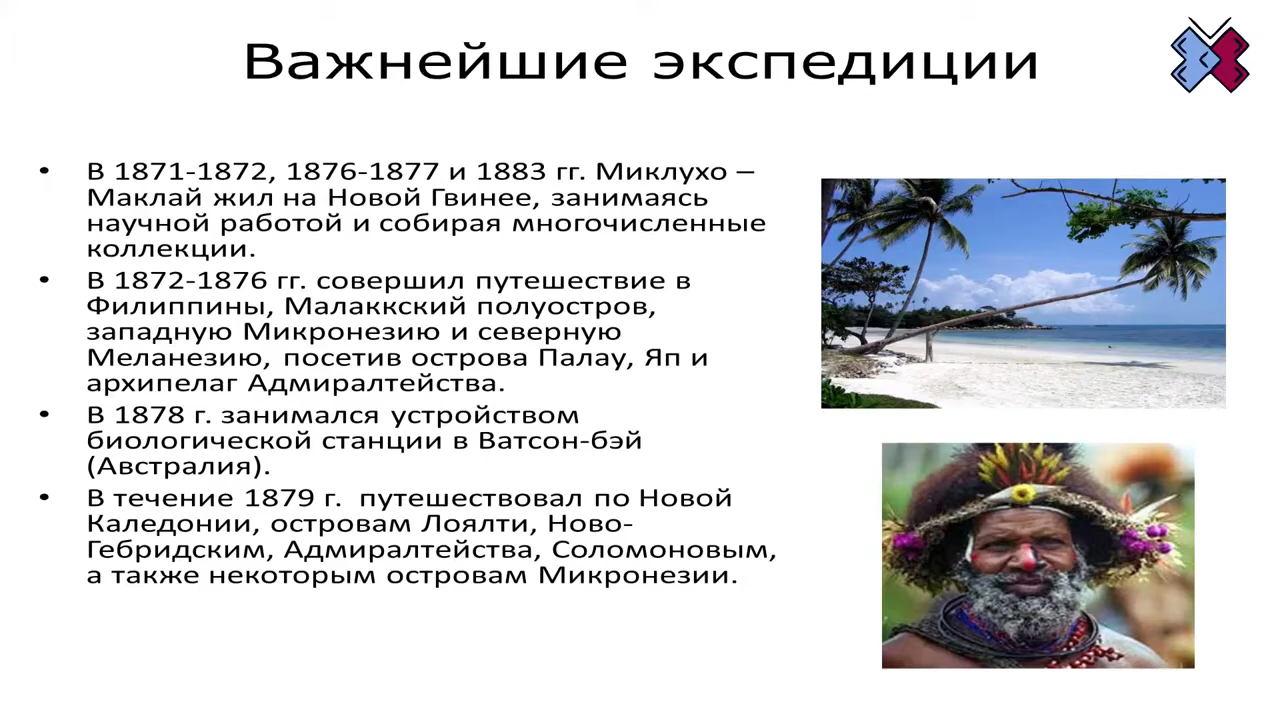 Важнейшие экспедиции
• В 1871-1872, 1876-1877 и 1883 гг. Миклухо –
Маклай жил на Новой Гвинее, занимаясь
научной работой и собирая многочисленные
коллекции.
• В 1872-1876 гг. совершил путешествие в
Филиппины, Малаккский полуостров,
западную Микронезию и северную
Меланезию, посетив острова Палау, Яп и
архипелаг Адмиралтейства.
• В 1878 г. занимался устройством
биологической станции в Ватсон-бэй
(Австралия).
• В течение 1879 г. путешествовал по Новой
Каледонии, островам Лоялти, Ново-
Гебридским, Адмиралтейства, Соломоновым,
а также некоторым островам Микронезии.